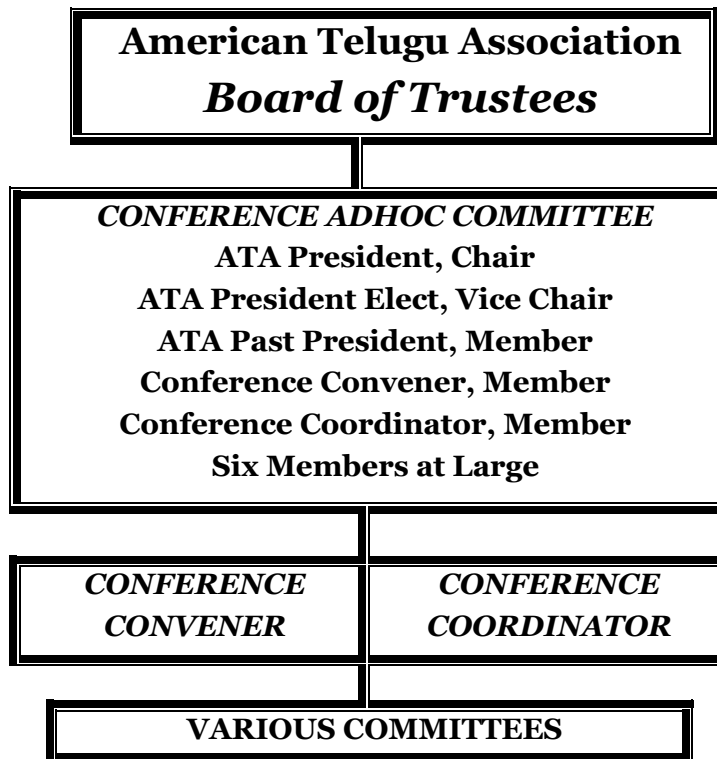 American Telugu Association
Board of Trustees
CONFERENCE ADHOC COMMITTEE
ATA President, Chair
ATA President Elect, Vice Chair
ATA Past President, Member
Conference Convener, Member
Conference Coordinator, Member
Six Members at Large
CONFERENCE
CONVENER
CONFERENCE
COORDINATOR
VARIOUS COMMITTEES